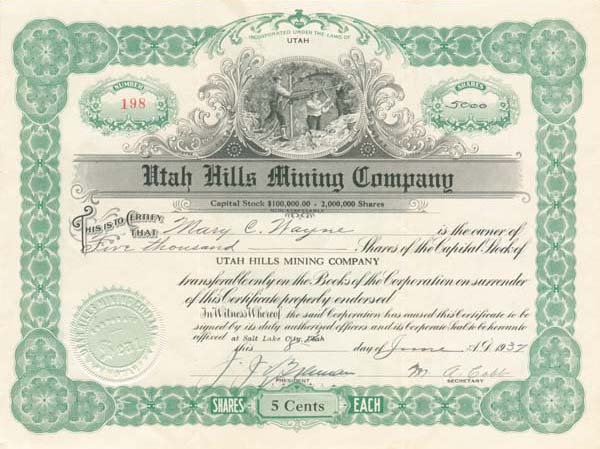 INCORPORATED UNDER THE LAWS OF
UTAH
NUMBER
198
SHARES
5000
Utah Hills Mining Company
Capital Stock $100,000.00 - 2,000,000 Shares
THIS IS TO CERTIFY THAT Mary C. Wayne is the owner of
Five thousand Shares of the Capital Stock of
UTAH HILLS MINING COMPANY
transferable only on the Books of the Corporation on surrender
of this Certificate properly endorsed.
In Witness Whereof, the said Corporation has caused this Certificate to be
signed by its duly authorized officers and its Corporate Seal to be hereunto
affixed at Salt Lake City, Utah
this 8 day of June A.D. 1937
PRESIDENT
M. A. Cobb
SECRETARY
SHARES 5 Cents EACH